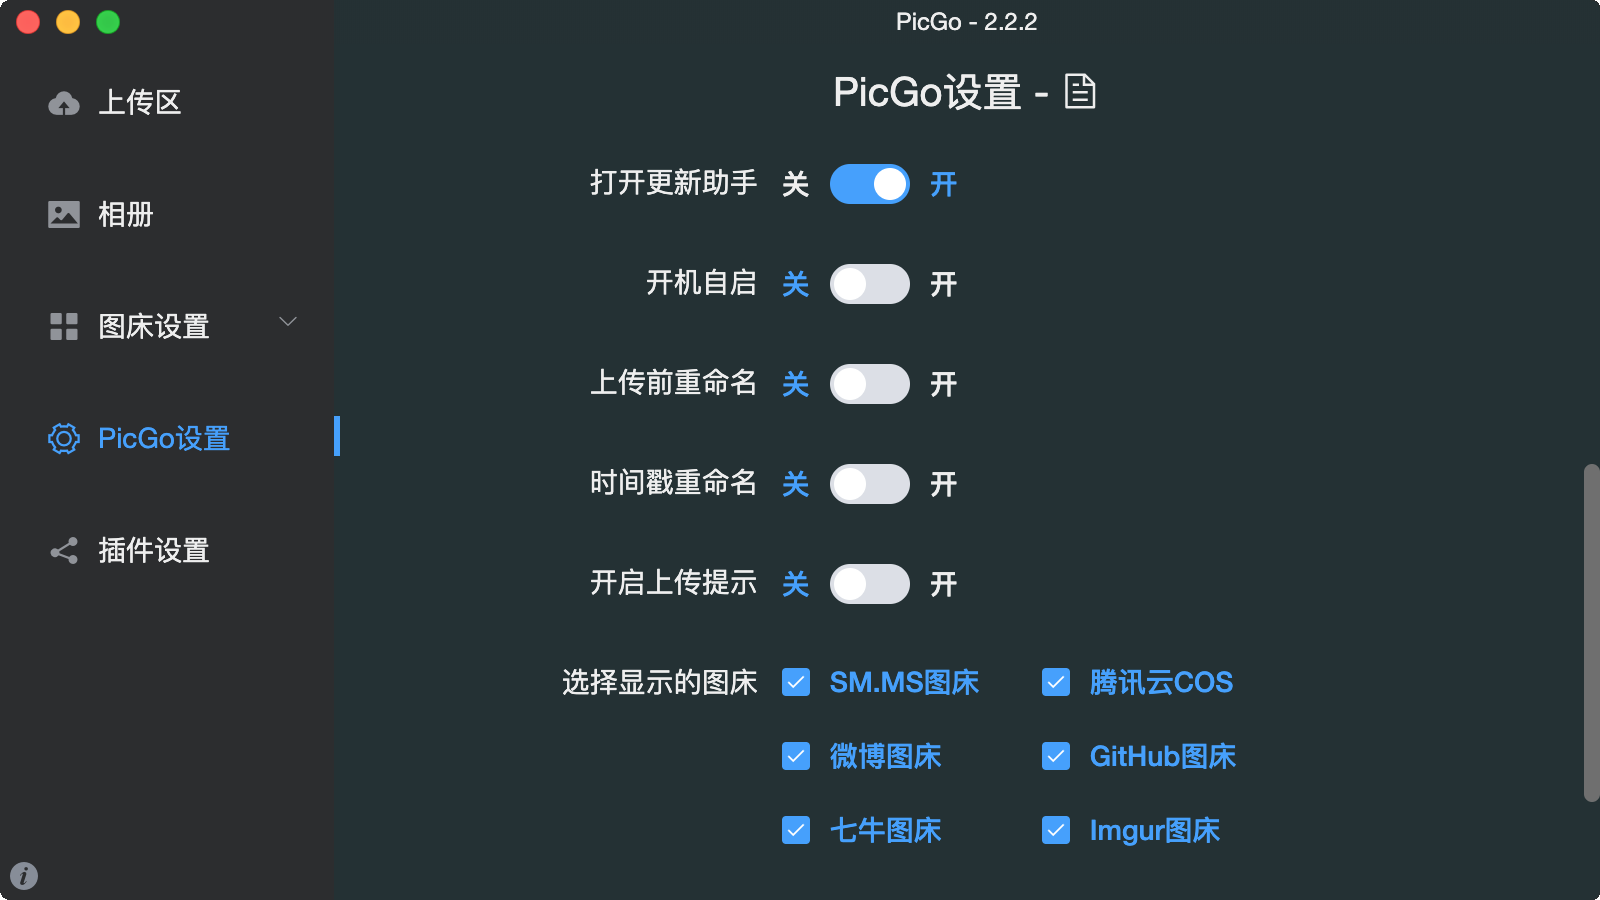 PicGo - 2.2.2
上传区
相册
图床设置
PicGo设置
插件设置
PicGo设置 -
打开更新助手 关 开
开机自启 关 开
上传前重命名 关 开
时间戳重命名 关 开
开启上传提示 关 开
选择显示的图床 SM.MS图床 腾讯云COS
微博图床 GitHub图床
七牛图床 Imgur图床